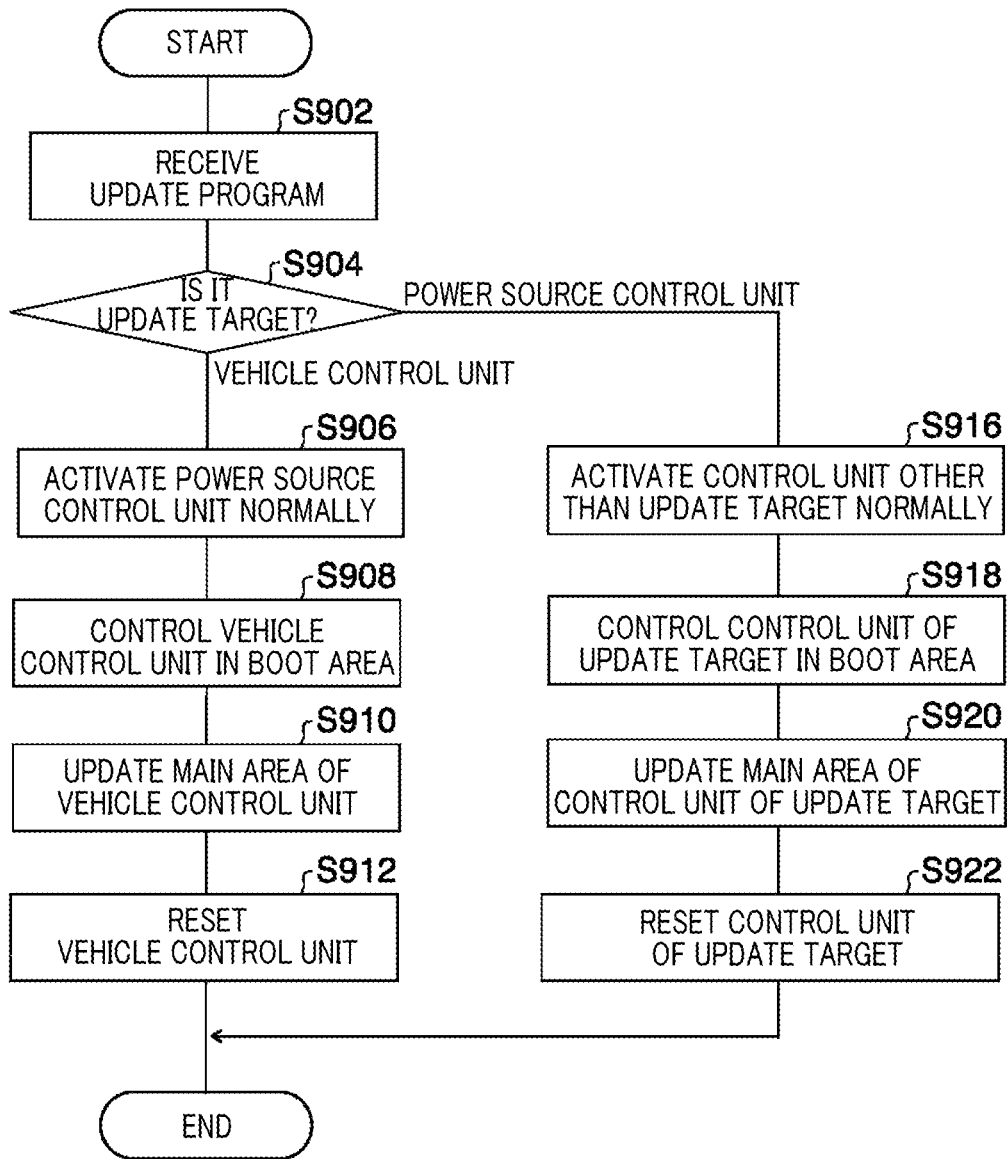 START
S902
RECEIVE
UPDATE PROGRAM
S904
IS IT
UPDATE TARGET?
POWER SOURCE CONTROL UNIT
VEHICLE CONTROL UNIT
S906
ACTIVATE POWER SOURCE
CONTROL UNIT NORMALLY
S908
CONTROL VEHICLE
CONTROL UNIT IN BOOT AREA
S910
UPDATE MAIN AREA OF
VEHICLE CONTROL UNIT
S912
RESET
VEHICLE CONTROL UNIT
S916
ACTIVATE CONTROL UNIT OTHER
THAN UPDATE TARGET NORMALLY
S918
CONTROL CONTROL UNIT OF
UPDATE TARGET IN BOOT AREA
S920
UPDATE MAIN AREA OF
CONTROL UNIT OF UPDATE TARGET
S922
RESET CONTROL UNIT
OF UPDATE TARGET
END